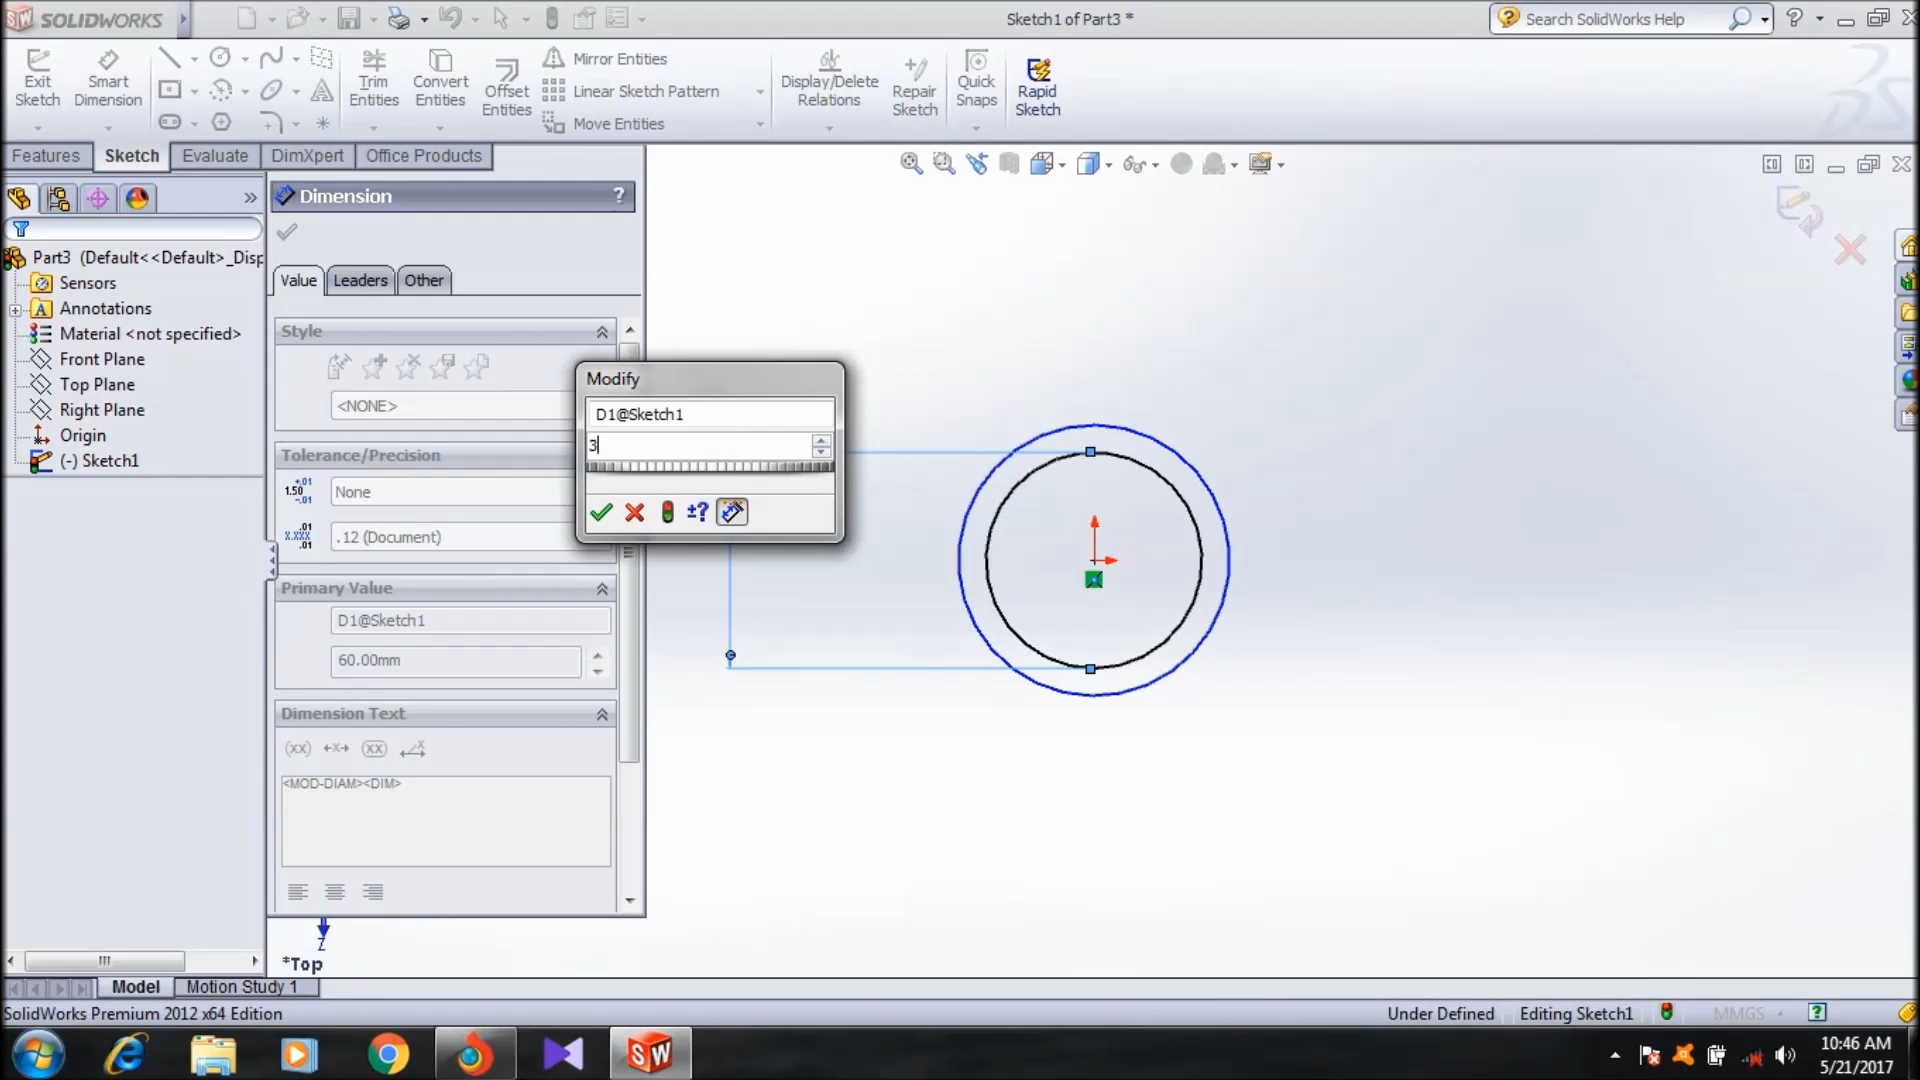 SW SOLIDWORKS
Sketch1 of Part3 *
Search SolidWorks Help
Exit Sketch
Smart Dimension
Trim Entities
Convert Entities
Offset Entities
Mirror Entities
Linear Sketch Pattern
Move Entities
Display/Delete Relations
Repair Sketch
Quick Snaps
Rapid Sketch
Features
Sketch
Evaluate
DimXpert
Office Products
Part3 (Default<<Default>_Disp
Sensors
Annotations
Material <not specified>
Front Plane
Top Plane
Right Plane
Origin
(-) Sketch1
Dimension
?
Value
Leaders
Other
Style
<NONE>
Tolerance/Precision
None
.12 (Document)
Primary Value
D1@Sketch1
60.00mm
Dimension Text
<MOD-DIAM><DIM>
Modify
D1@Sketch1
3
±?
Z
*Top
Model
Motion Study 1
SolidWorks Premium 2012 x64 Edition
Under Defined
Editing Sketch1
MMGS
?
SW
10:46 AM
5/21/2017